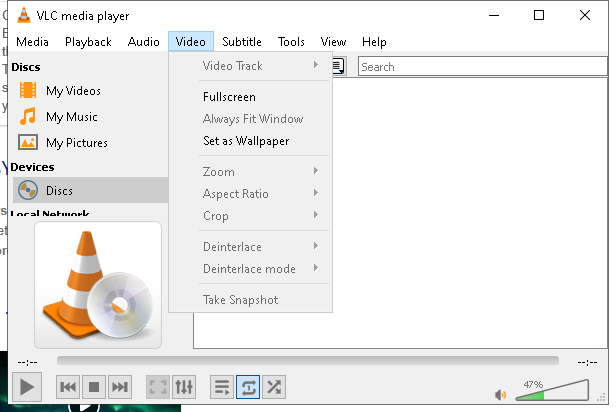 VLC media player
Media Playback Audio Video Subtitle Tools View Help
Discs
My Videos
My Music
My Pictures
Devices
Discs
Local Network
Video Track
Fullscreen
Always Fit Window
Set as Wallpaper
Zoom
Aspect Ratio
Crop
Deinterlace
Deinterlace mode
Take Snapshot
Search
--:-- --:--
47%